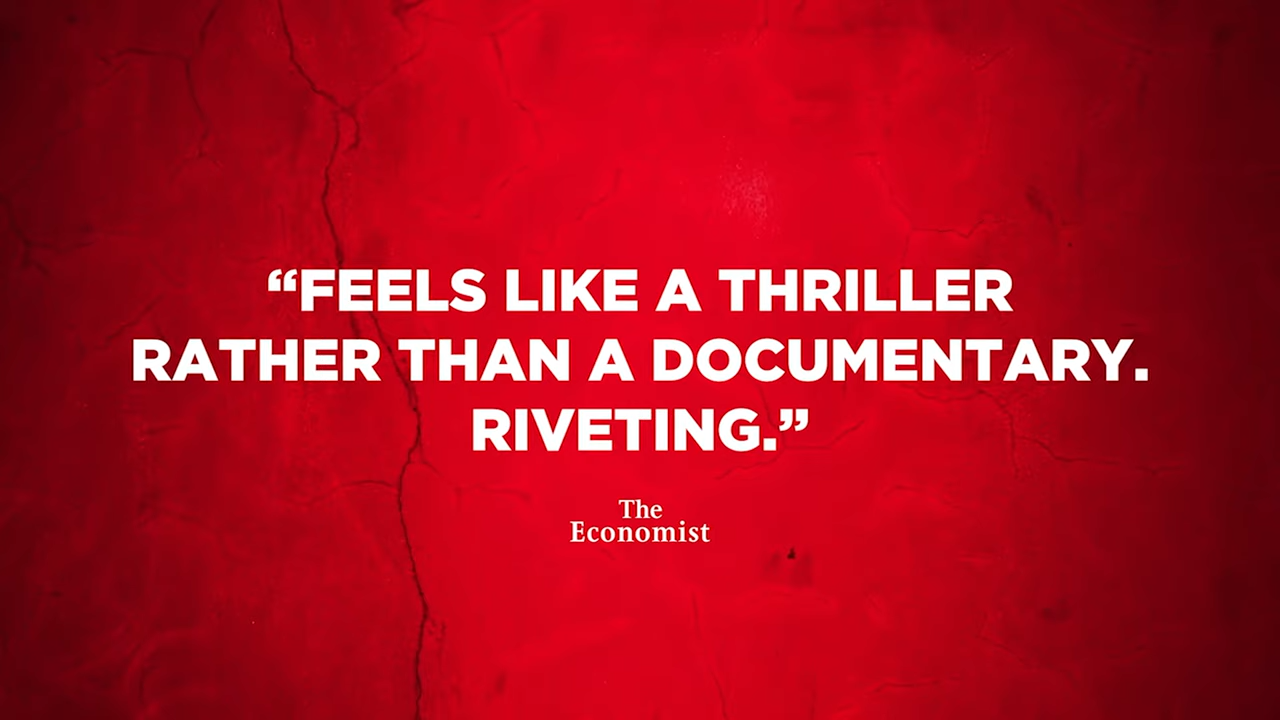 “FEELS LIKE A THRILLER
RATHER THAN A DOCUMENTARY.
RIVETING.”
The
Economist